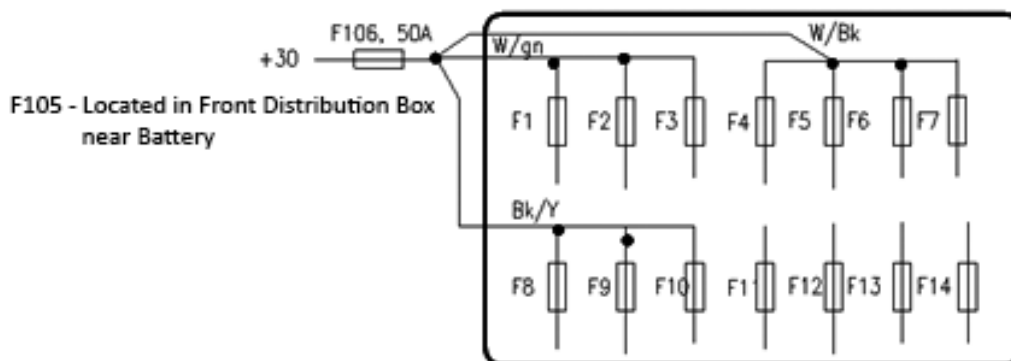 F106, 50A
W/Bk
W/gn
+30
F105 - Located in Front Distribution Box
near Battery
F1 F2 F3 F4 F5 F6 F7
Bk/Y
F8 F9 F10 F11 F12 F13 F14